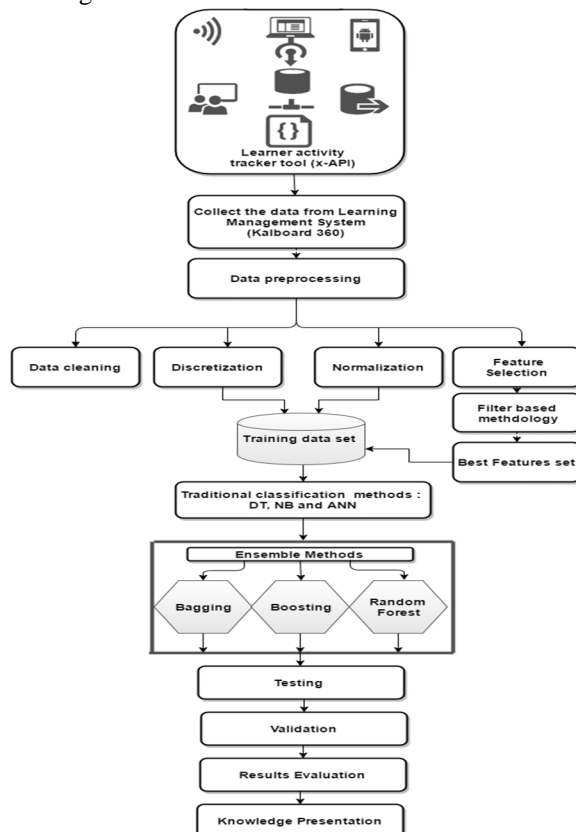 Learner activity
tracker tool (x-API)
Collect the data from Learning
Management System
(Kalboard 360)
Data preprocessing
Data cleaning
Discretization
Normalization
Feature
Selection
Filter based
methdology
Best Features set
Training data set
Traditional classification methods :
DT, NB and ANN
Ensemble Methods
Bagging
Boosting
Random
Forest
Testing
Validation
Results Evaluation
Knowledge Presentation